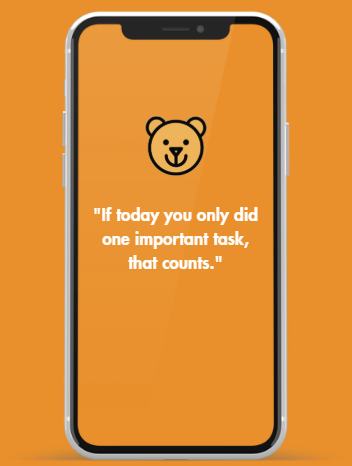 "If today you only did
one important task,
that counts."